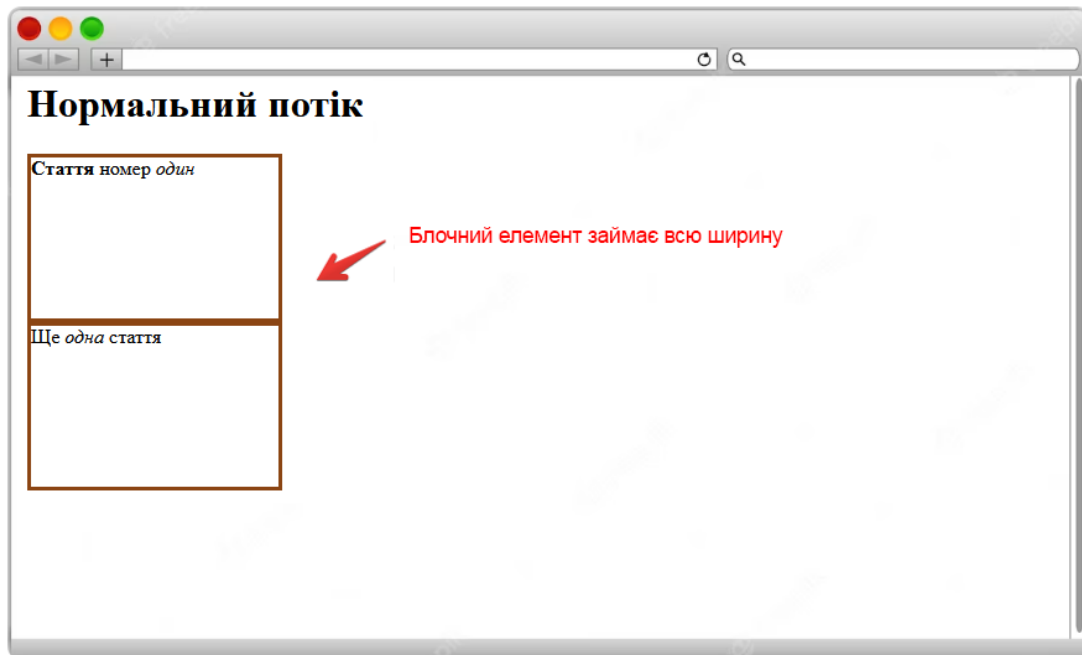 Нормальний потік
Стаття номер один
Блочний елемент займає всю ширину
Ще одна стаття